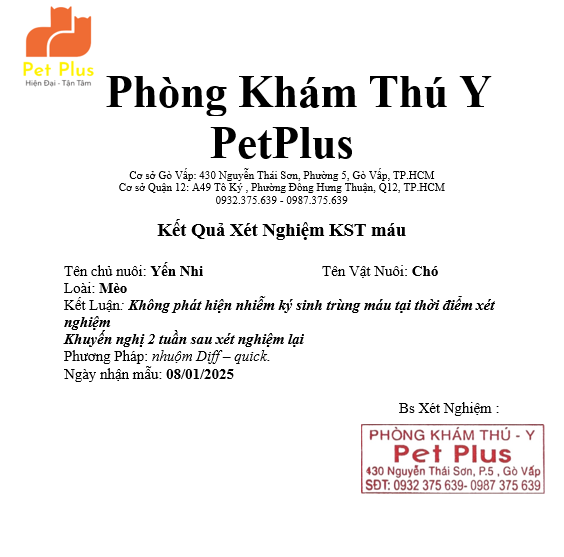 Pet Plus
Hiện Đại - Tận Tâm
Phòng Khám Thú Y
PetPlus
Cơ sở Gò Vấp: 430 Nguyễn Thái Sơn, Phường 5, Gò Vấp, TP.HCM
Cơ sở Quận 12: A49 Tô Ký , Phường Đông Hưng Thuận, Q12, TP.HCM
0932.375.639 - 0987.375.639
Kết Quả Xét Nghiệm KST máu
Tên chủ nuôi: Yến Nhi Tên Vật Nuôi: Chó
Loài: Mèo
Kết Luận: Không phát hiện nhiễm ký sinh trùng máu tại thời điểm xét
nghiệm
Khuyến nghị 2 tuần sau xét nghiệm lại
Phương Pháp: nhuộm Diff – quick.
Ngày nhận mẫu: 08/01/2025
Bs Xét Nghiệm :
PHÒNG KHÁM THÚ - Y
Pet Plus
430 Nguyễn Thái Sơn, P.5 , Gò Vấp
SĐT: 0932 375 639- 0987 375 639